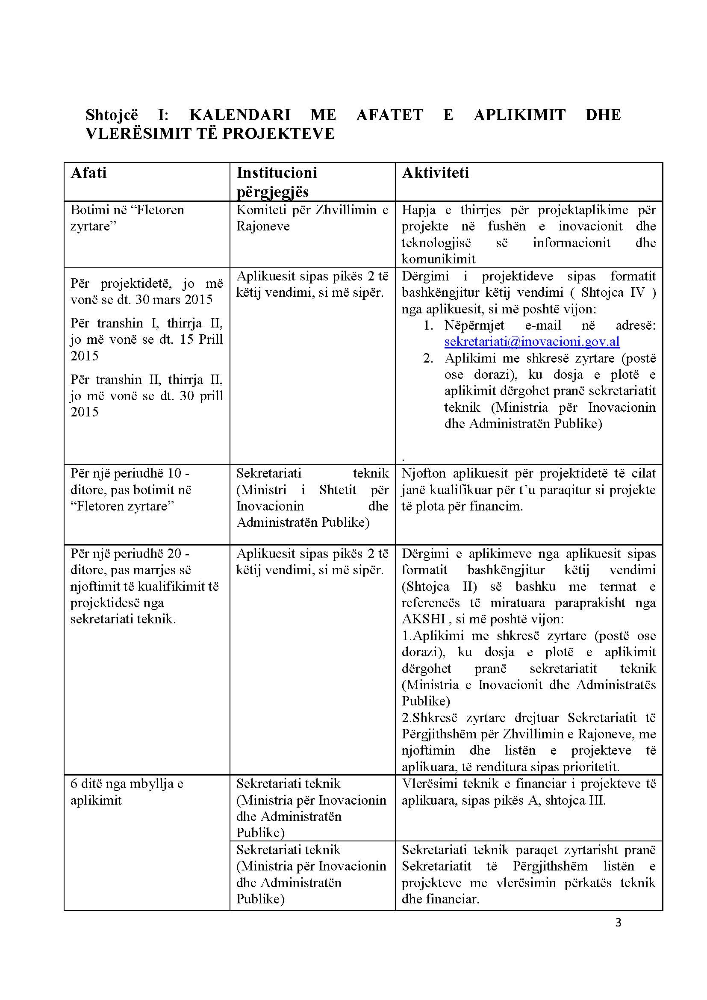 Shtojcë I: KALENDARI ME AFATET E APLIKIMIT DHE
VLERËSIMIT TË PROJEKTEVE
Afati
Institucioni
përgjegjës
Aktiviteti
Botimi në “Fletoren
zyrtare”
Komiteti për Zhvillimin e
Rajoneve
Hapja e thirrjes për projektaplikime për
projekte në fushën e inovacionit dhe
teknologjisë së informacionit dhe
komunikimit
Për projektidetë, jo më
vonë se dt. 30 mars 2015
Për transhin I, thirrja II,
jo më vonë se dt. 15 Prill
2015
Për transhin II, thirrja II,
jo më vonë se dt. 30 prill
2015
Aplikuesit sipas pikës 2 të
këtij vendimi, si më sipër.
Dërgimi i projektideve sipas formatit
bashkëngjitur këtij vendimi ( Shtojca IV )
nga aplikuesit, si më poshtë vijon:
1. Nëpërmjet e-mail në adresë:
sekretariati@inovacioni.gov.al
2. Aplikimi me shkresë zyrtare (postë
ose dorazi), ku dosja e plotë e
aplikimit dërgohet pranë sekretariatit
teknik (Ministria për Inovacionin
dhe Administratën Publike)
.
Për një periudhë 10 -
ditore, pas botimit në
“Fletoren zyrtare”
Sekretariati teknik
(Ministri i Shtetit për
Inovacionin dhe
Administratën Publike)
Njofton aplikuesit për projektidetë të cilat
janë kualifikuar për t’u paraqitur si projekte
të plota për financim.
Për një periudhë 20 -
ditore, pas marrjes së
njoftimit të kualifikimit të
projektidesë nga
sekretariati teknik.
Aplikuesit sipas pikës 2 të
këtij vendimi, si më sipër.
Dërgimi e aplikimeve nga aplikuesit sipas
formatit bashkëngjitur këtij vendimi
(Shtojca II) së bashku me termat e
referencës të miratuara paraprakisht nga
AKSHI , si më poshtë vijon:
1.Aplikimi me shkresë zyrtare (postë ose
dorazi), ku dosja e plotë e aplikimit
dërgohet pranë sekretariatit teknik
(Ministria e Inovacionit dhe Administratës
Publike)
2.Shkresë zyrtare drejtuar Sekretariatit të
Përgjithshëm për Zhvillimin e Rajoneve, me
njoftimin dhe listën e projekteve të
aplikuara, të renditura sipas prioritetit.
6 ditë nga mbyllja e
aplikimit
Sekretariati teknik
(Ministria për Inovacionin
dhe Administratën
Publike)
Vlerësimi teknik e financiar i projekteve të
aplikuara, sipas pikës A, shtojca III.
Sekretariati teknik
(Ministria për Inovacionin
dhe Administratën
Publike)
Sekretariati teknik paraqet zyrtarisht pranë
Sekretariatit të Përgjithshëm listën e
projekteve me vlerësimin përkatës teknik
dhe financiar.
3